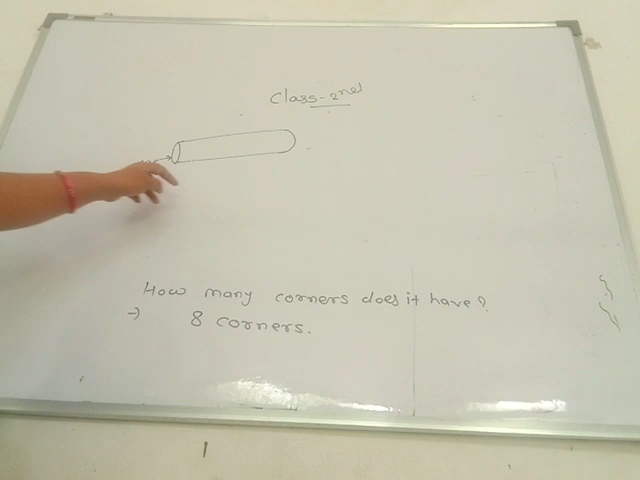 Class-2nd
How many corners does it have?
→ 8 corners.